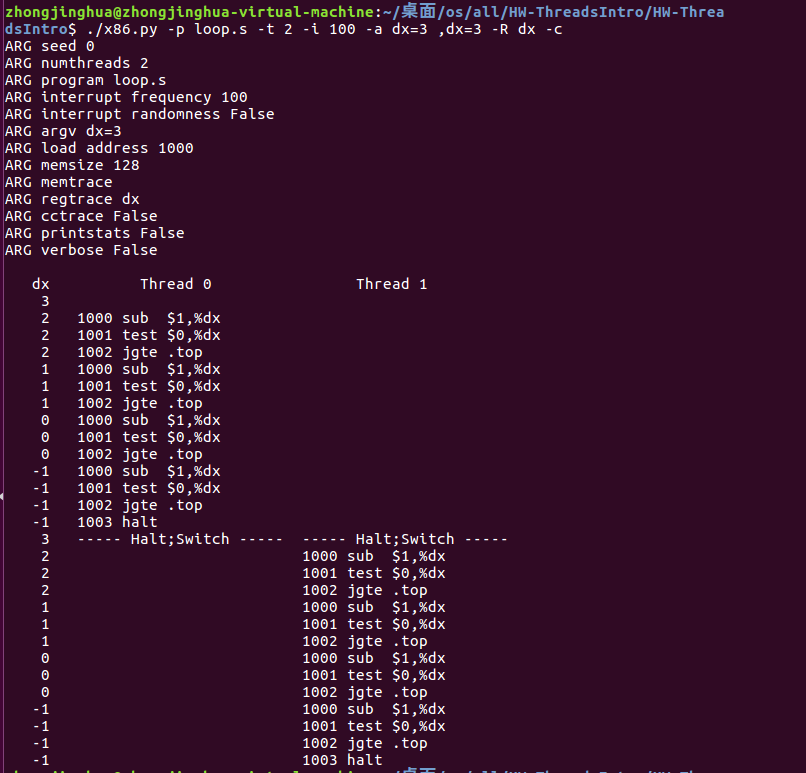 zhongjinghua@zhongjinghua-virtual-machine:~/桌面/os/all/HW-ThreadsIntro/HW-Threa
dsIntro$ ./x86.py -p loop.s -t 2 -i 100 -a dx=3 ,dx=3 -R dx -c
ARG seed 0
ARG numthreads 2
ARG program loop.s
ARG interrupt frequency 100
ARG interrupt randomness False
ARG argv dx=3
ARG load address 1000
ARG memsize 128
ARG memtrace
ARG regtrace dx
ARG cctrace False
ARG printstats False
ARG verbose False
dx Thread 0 Thread 1
3
2 1000 sub $1,%dx
2 1001 test $0,%dx
2 1002 jgte .top
1 1000 sub $1,%dx
1 1001 test $0,%dx
1 1002 jgte .top
0 1000 sub $1,%dx
0 1001 test $0,%dx
0 1002 jgte .top
-1 1000 sub $1,%dx
-1 1001 test $0,%dx
-1 1002 jgte .top
-1 1003 halt
3 ----- Halt;Switch ----- ----- Halt;Switch -----
2 1000 sub $1,%dx
2 1001 test $0,%dx
2 1002 jgte .top
1 1000 sub $1,%dx
1 1001 test $0,%dx
1 1002 jgte .top
0 1000 sub $1,%dx
0 1001 test $0,%dx
0 1002 jgte .top
-1 1000 sub $1,%dx
-1 1001 test $0,%dx
-1 1002 jgte .top
-1 1003 halt